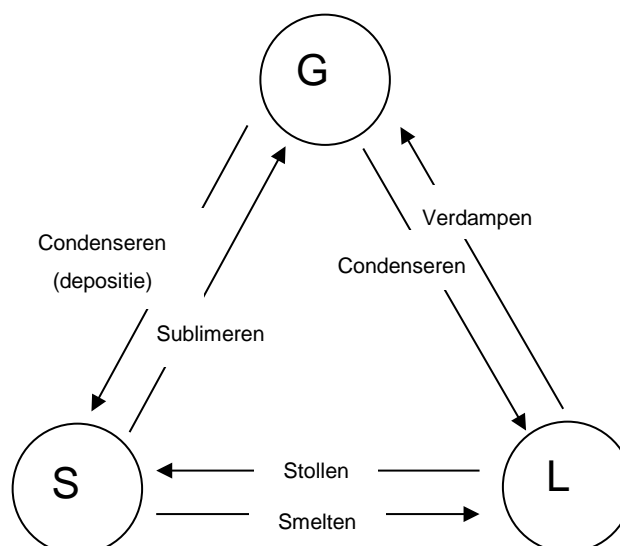 G
Verdampen
Condenseren
(depositie)
Condenseren
Sublimeren
S
Stollen
L
Smelten